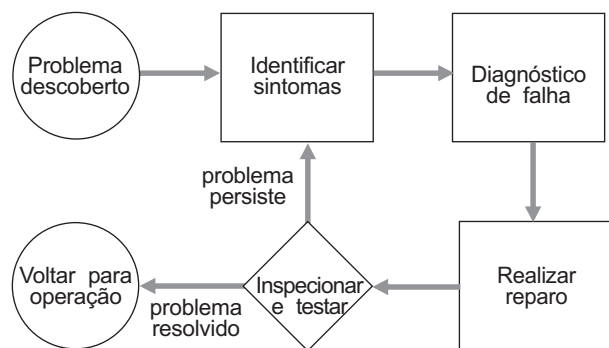 Problema
descoberto
Identificar
sintomas
Diagnóstico
de falha
problema
persiste
Voltar para
operação
problema
resolvido
Inspecionar
e testar
Realizar
reparo